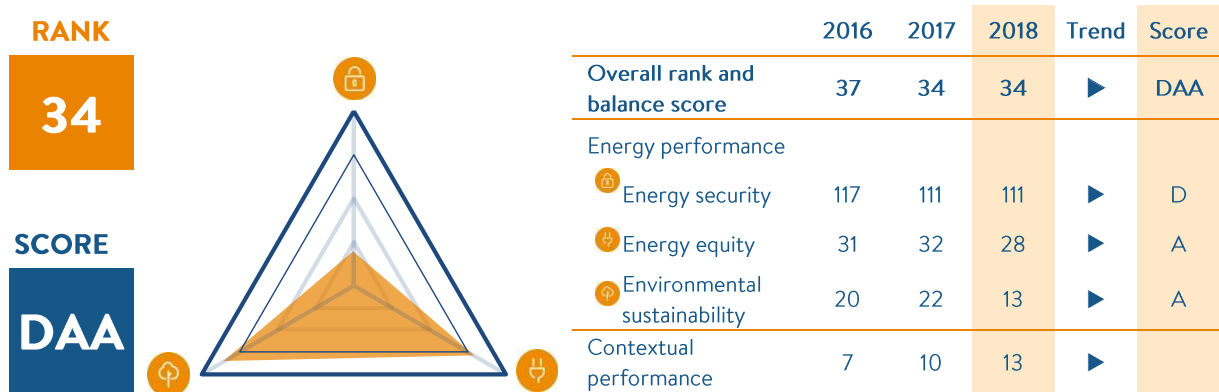 RANK
34
SCORE
DAA
2016 2017 2018 Trend Score
Overall rank and
balance score 37 34 34 ▶ DAA
Energy performance
Energy security 117 111 111 ▶ D
Energy equity 31 32 28 ▶ A
Environmental
sustainability 20 22 13 ▶ A
Contextual
performance 7 10 13 ▶